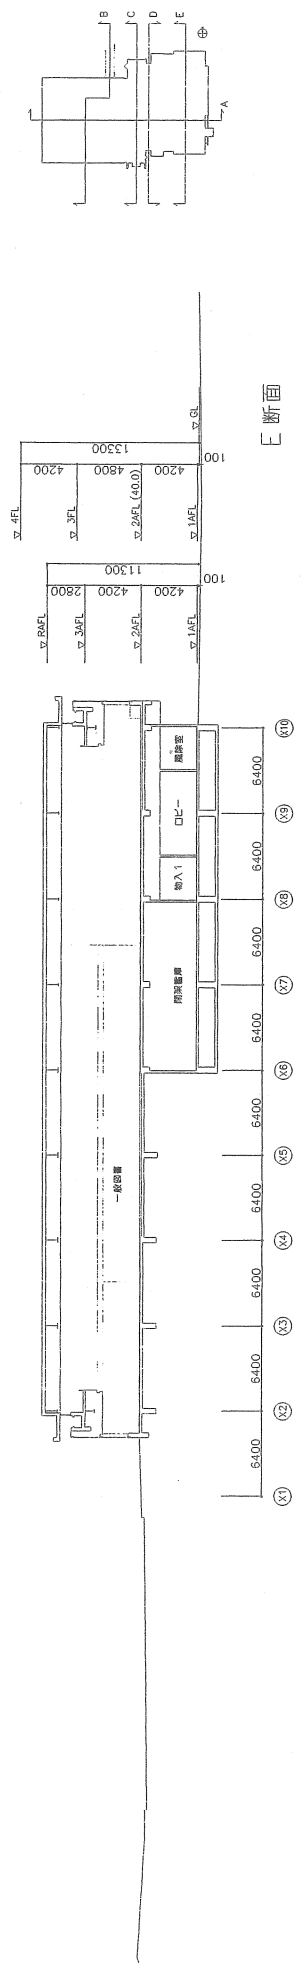 B
C
D
E
A
E 断面
▽ GL
▽ 4FL
▽ 3FL
▽ 2AFL (40.0)
▽ 1AFL
13300
4200
4800
4200
100
▽ RAFL
▽ 3AFL
▽ 2AFL
▽ 1AFL
11300
2800
4200
4200
100
一般図書
閉架書庫
物入1
ロビー
風除室
6400
6400
6400
6400
6400
6400
6400
6400
6400
X1
X2
X3
X4
X5
X6
X7
X8
X9
X10